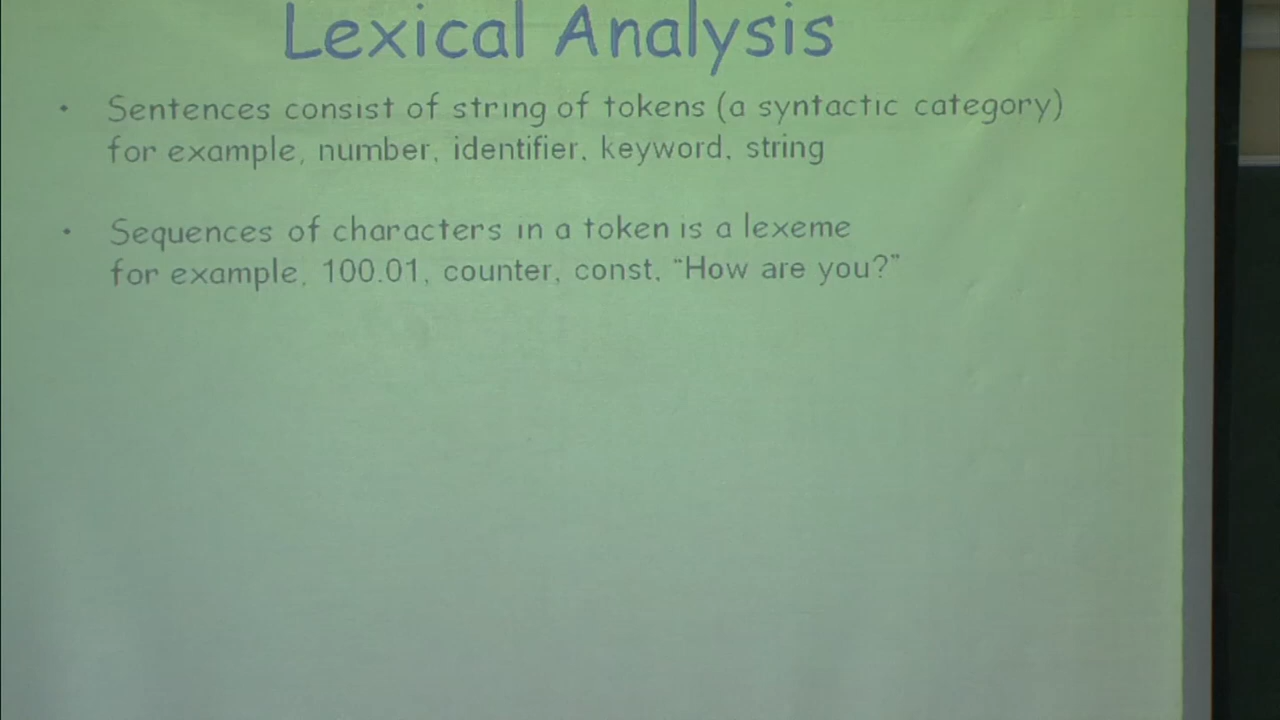 Lexical Analysis
• Sentences consist of string of tokens (a syntactic category)
for example, number, identifier, keyword, string
• Sequences of characters in a token is a lexeme
for example, 100.01, counter, const, “How are you?”